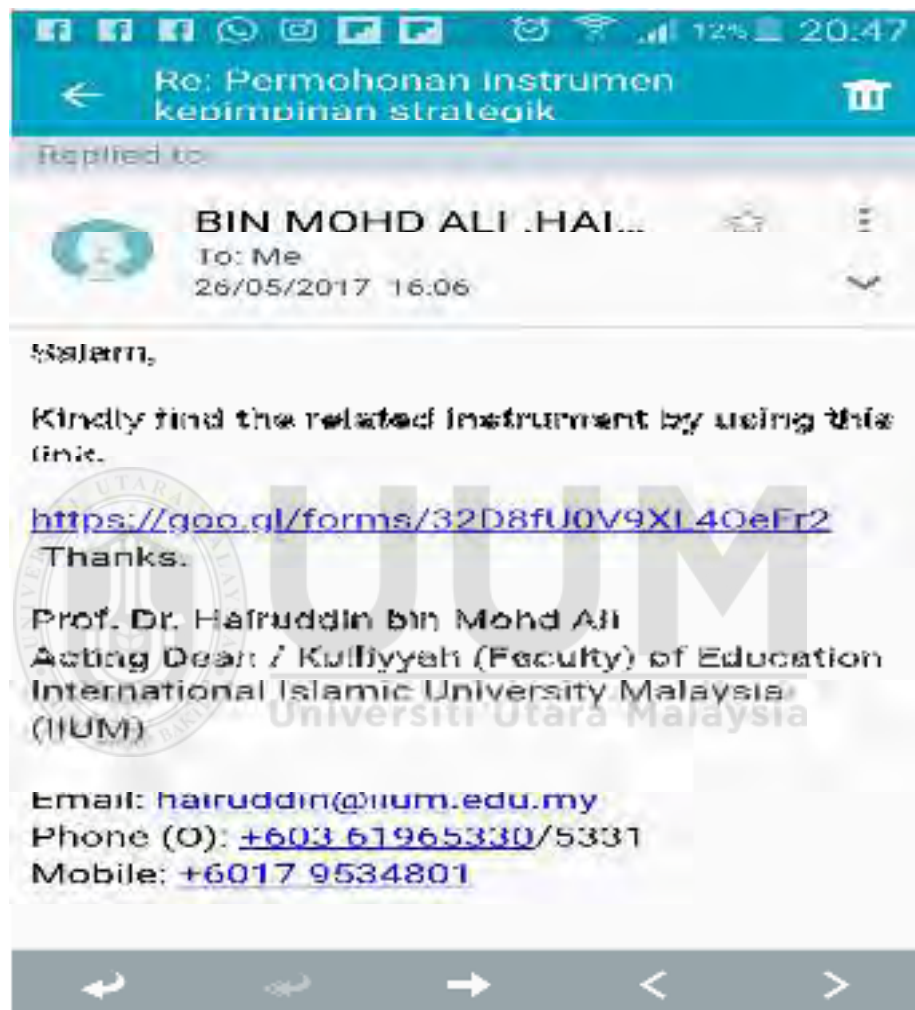 12% 20:47
Re: Permohonan instrumen
kepimpinan strategik
Replied to
BIN MOHD ALI .HAI...
To: Me
26/05/2017 16:06
Salam,
Kindly find the related instrument by using this
link.
https://goo.gl/forms/32D8fU0V9XL4OeFr2
Thanks.
Prof. Dr. Hairuddin bin Mohd Ali
Acting Dean / Kulliyyah (Faculty) of Education
International Islamic University Malaysia
(IIUM)
Email: hairuddin@iium.edu.my
Phone (O): +603 61965330/5331
Mobile: +6017 9534801
UUM
Universiti Utara Malaysia